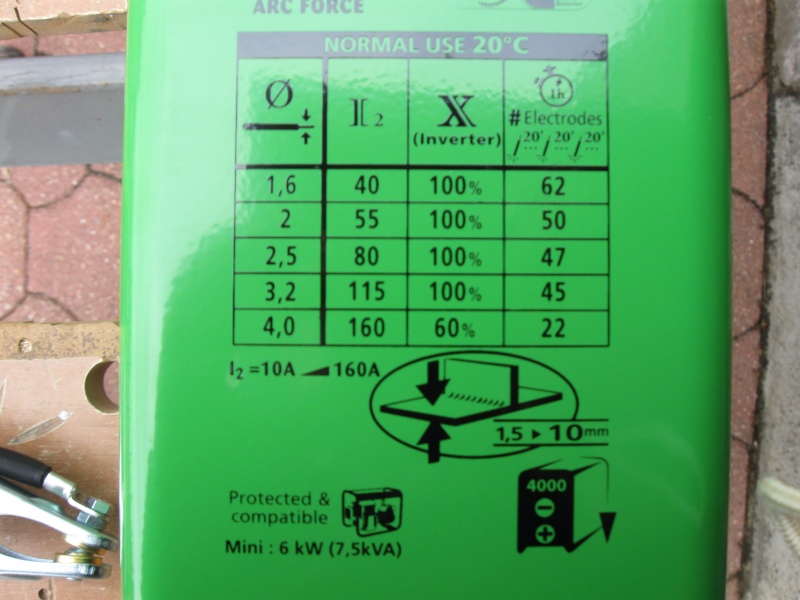 ARC FORCE
NORMAL USE 20°C
Ø I2 X (Inverter) 1h # Electrodes 20' 20' 20'
1,6 40 100% 62
2 55 100% 50
2,5 80 100% 47
3,2 115 100% 45
4,0 160 60% 22
I2 =10A 160A
1,5 ▸ 10mm
Protected &
compatible
Mini : 6 kW (7,5kVA)
4000